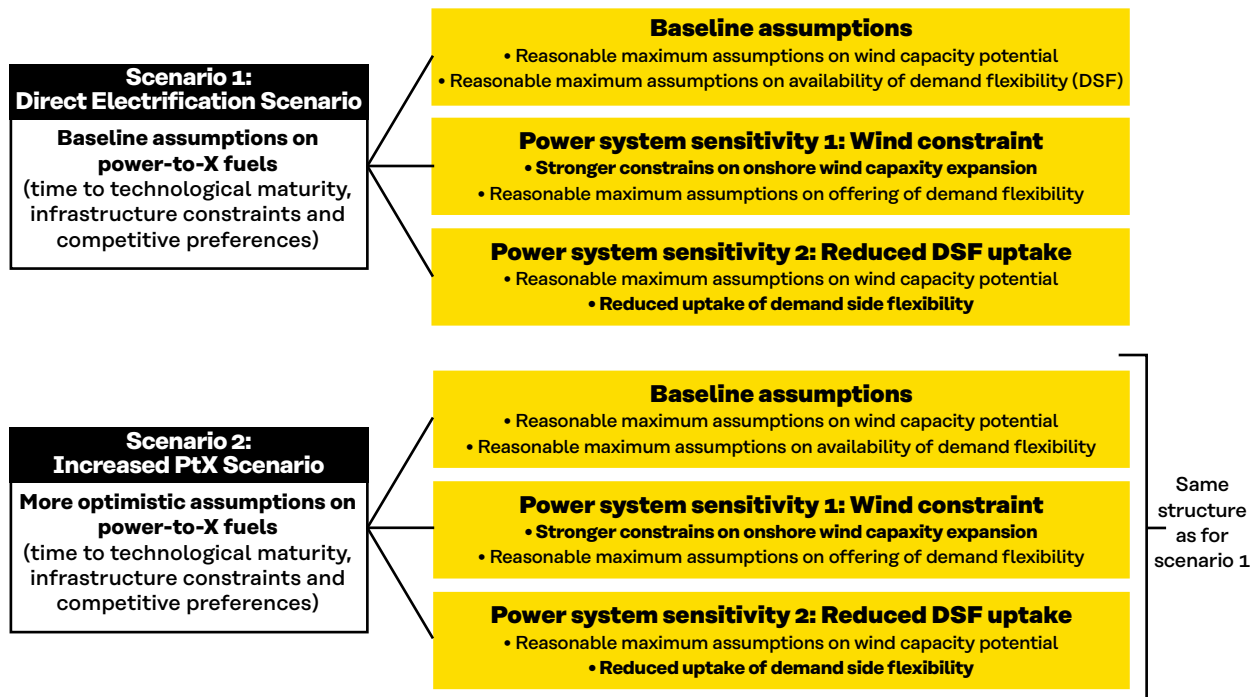 Scenario 1:
Direct Electrification Scenario
Baseline assumptions on
power-to-X fuels
(time to technological maturity,
infrastructure constraints and
competitive preferences)
Baseline assumptions
• Reasonable maximum assumptions on wind capacity potential
• Reasonable maximum assumptions on availability of demand flexibility (DSF)
Power system sensitivity 1: Wind constraint
• Stronger constrains on onshore wind capaxity expansion
• Reasonable maximum assumptions on offering of demand flexibility
Power system sensitivity 2: Reduced DSF uptake
• Reasonable maximum assumptions on wind capacity potential
• Reduced uptake of demand side flexibility
Scenario 2:
Increased PtX Scenario
More optimistic assumptions on
power-to-X fuels
(time to technological maturity,
infrastructure constraints and
competitive preferences)
Baseline assumptions
• Reasonable maximum assumptions on wind capacity potential
• Reasonable maximum assumptions on availability of demand flexibility
Power system sensitivity 1: Wind constraint
• Stronger constrains on onshore wind capaxity expansion
• Reasonable maximum assumptions on offering of demand flexibility
Power system sensitivity 2: Reduced DSF uptake
• Reasonable maximum assumptions on wind capacity potential
• Reduced uptake of demand side flexibility
Same
structure
as for
scenario 1